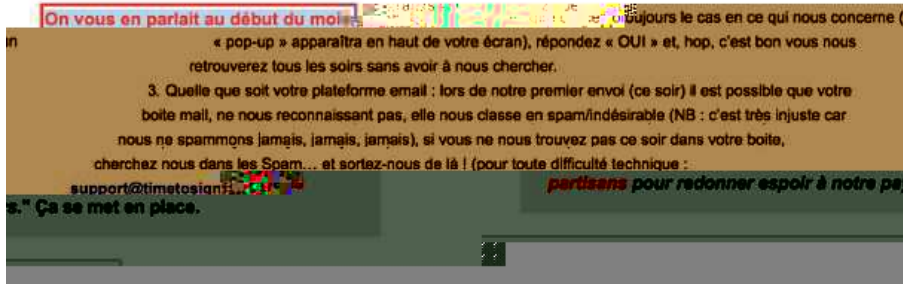 On vous en parlait au début du moi
toujours le cas en ce qui nous concerne (
« pop-up » apparaîtra en haut de votre écran), répondez « OUI » et, hop, c'est bon vous nous
retrouverez tous les soirs sans avoir à nous chercher.
3. Quelle que soit votre plateforme email : lors de notre premier envoi (ce soir) il est possible que votre
boite mail, ne nous reconnaissant pas, elle nous classe en spam/indésirable (NB : c'est très injuste car
nous ne spammons jamais, jamais, jamais), si vous ne nous trouvez pas ce soir dans votre boite,
cherchez nous dans les Spam... et sortez-nous de là ! (pour toute difficulté technique :
support@timetosign
partisans pour redonner espoir à notre pa
s." Ça se met en place.